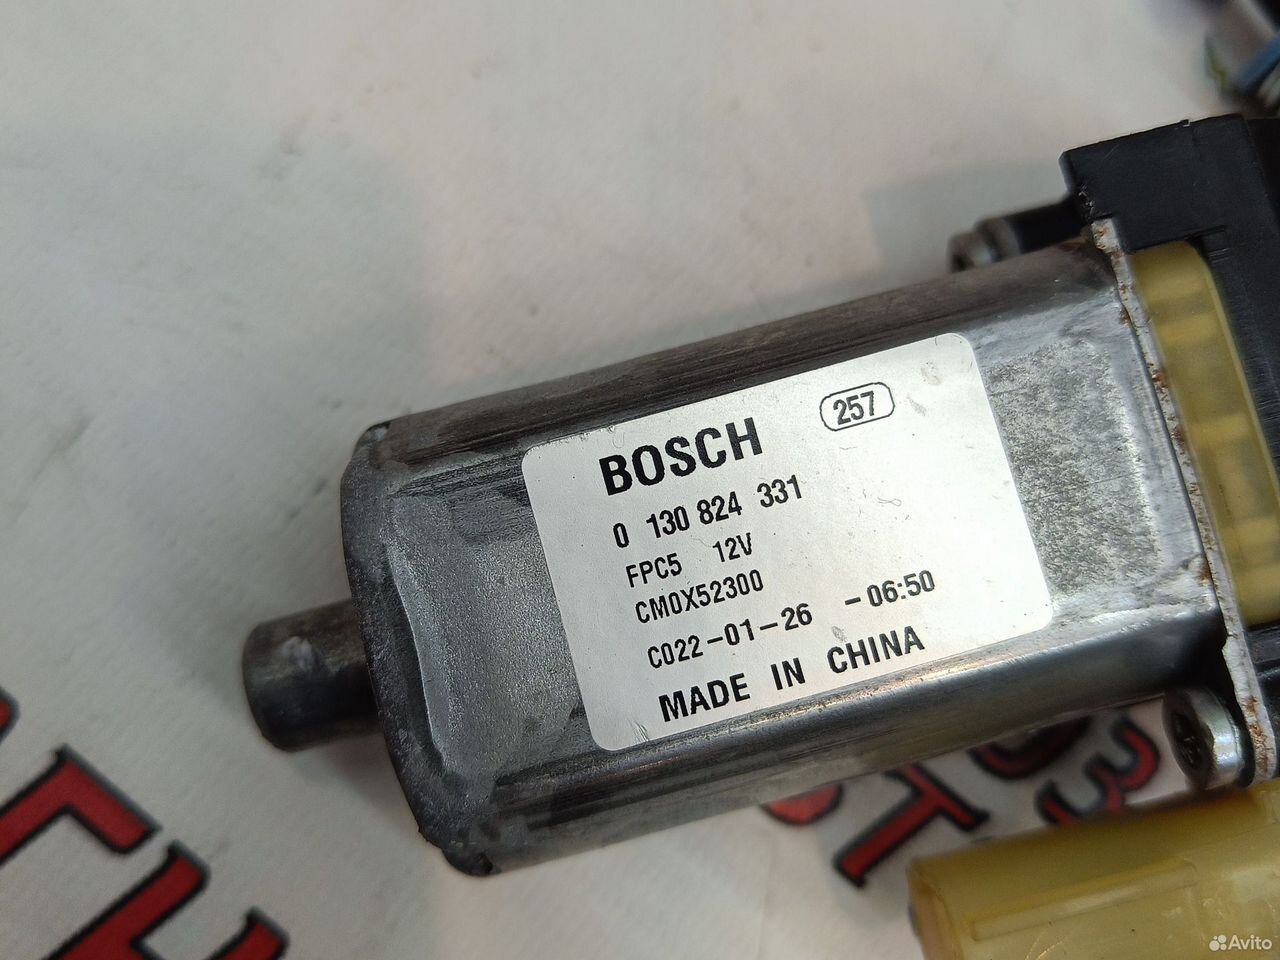 BOSCH
257
0 130 824 331
FPC5 12V
CM0X52300
C022-01-26 -06:50
MADE IN CHINA
Avito